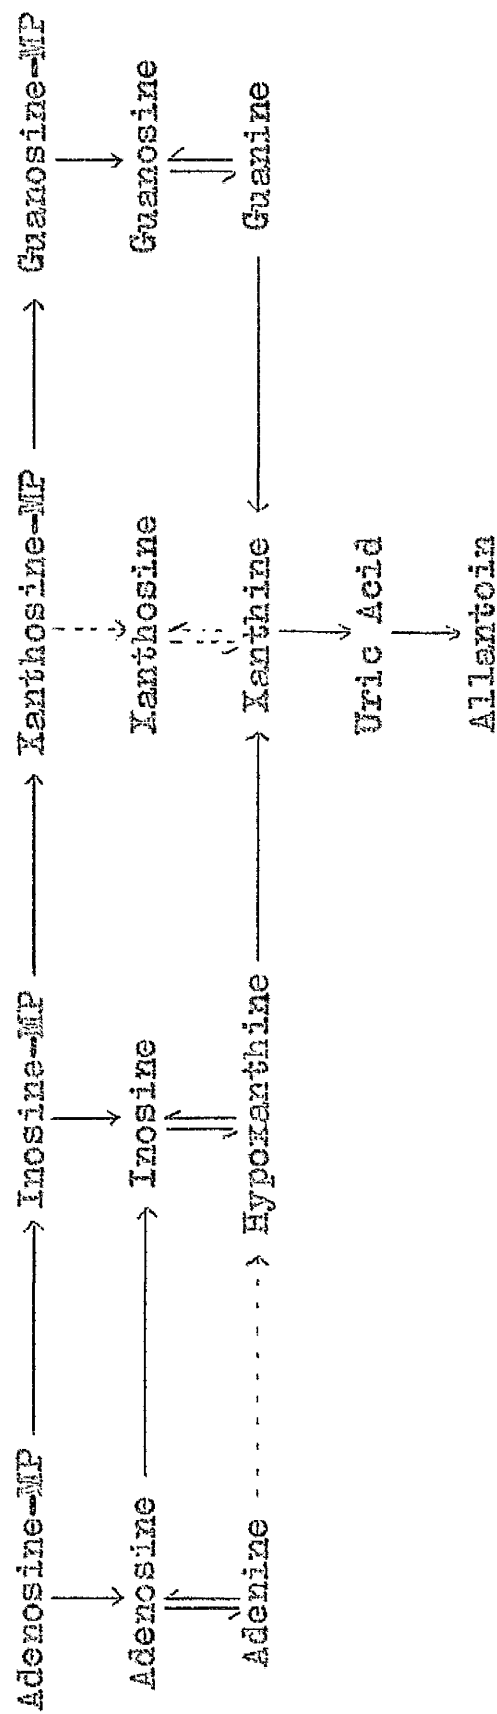 Adenosine-MP Inosine-MP Xanthosine-MP Guanosine-MP
Adenosine Inosine Xanthosine Guanosine
Adenine Hypoxanthine Xanthine Guanine
Uric Acid
Allantoin